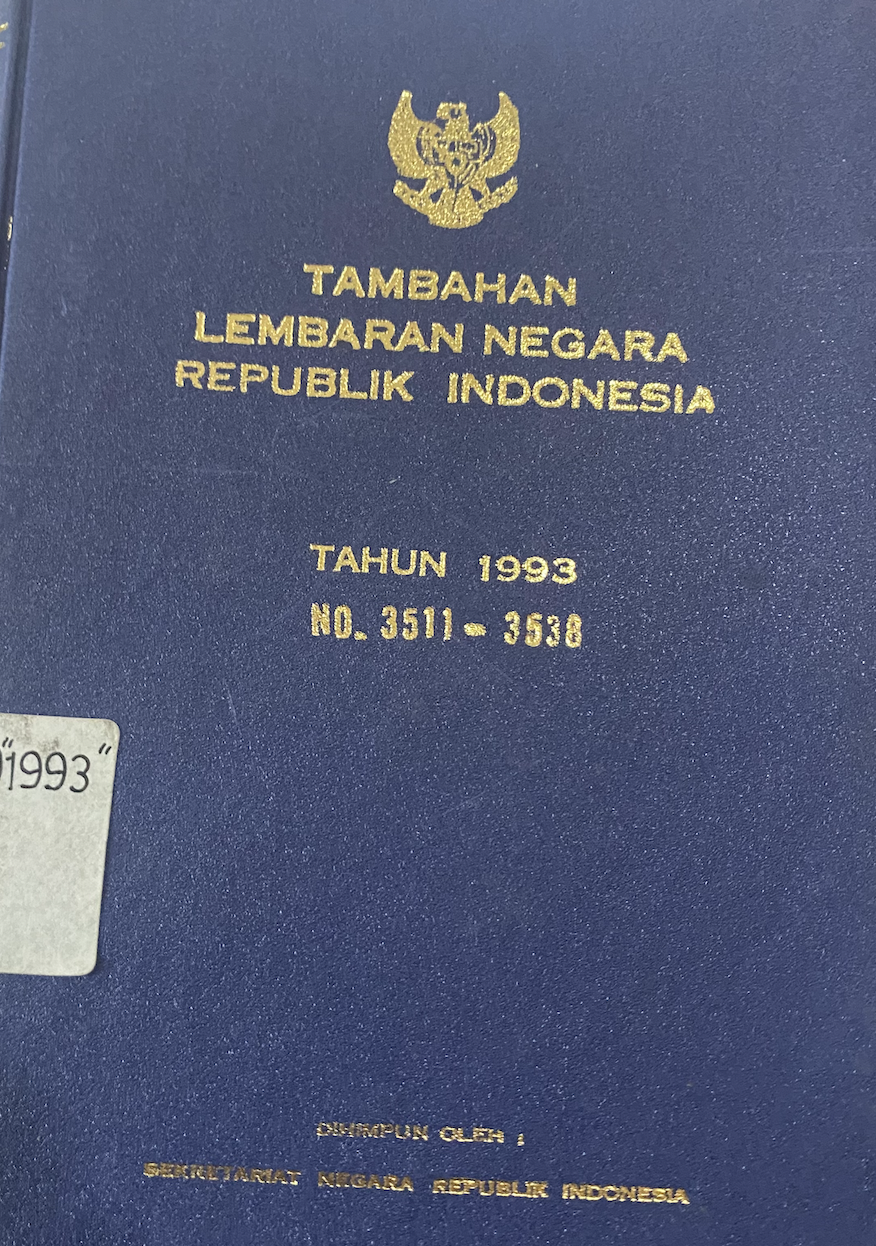 TAMBAHAN
LEMBARAN NEGARA
REPUBLIK INDONESIA
TAHUN 1993
NO. 3511 - 3538
"1993"
DIHIMPUN OLEH :
SEKRETARIAT NEGARA REPUBLIK INDONESIA